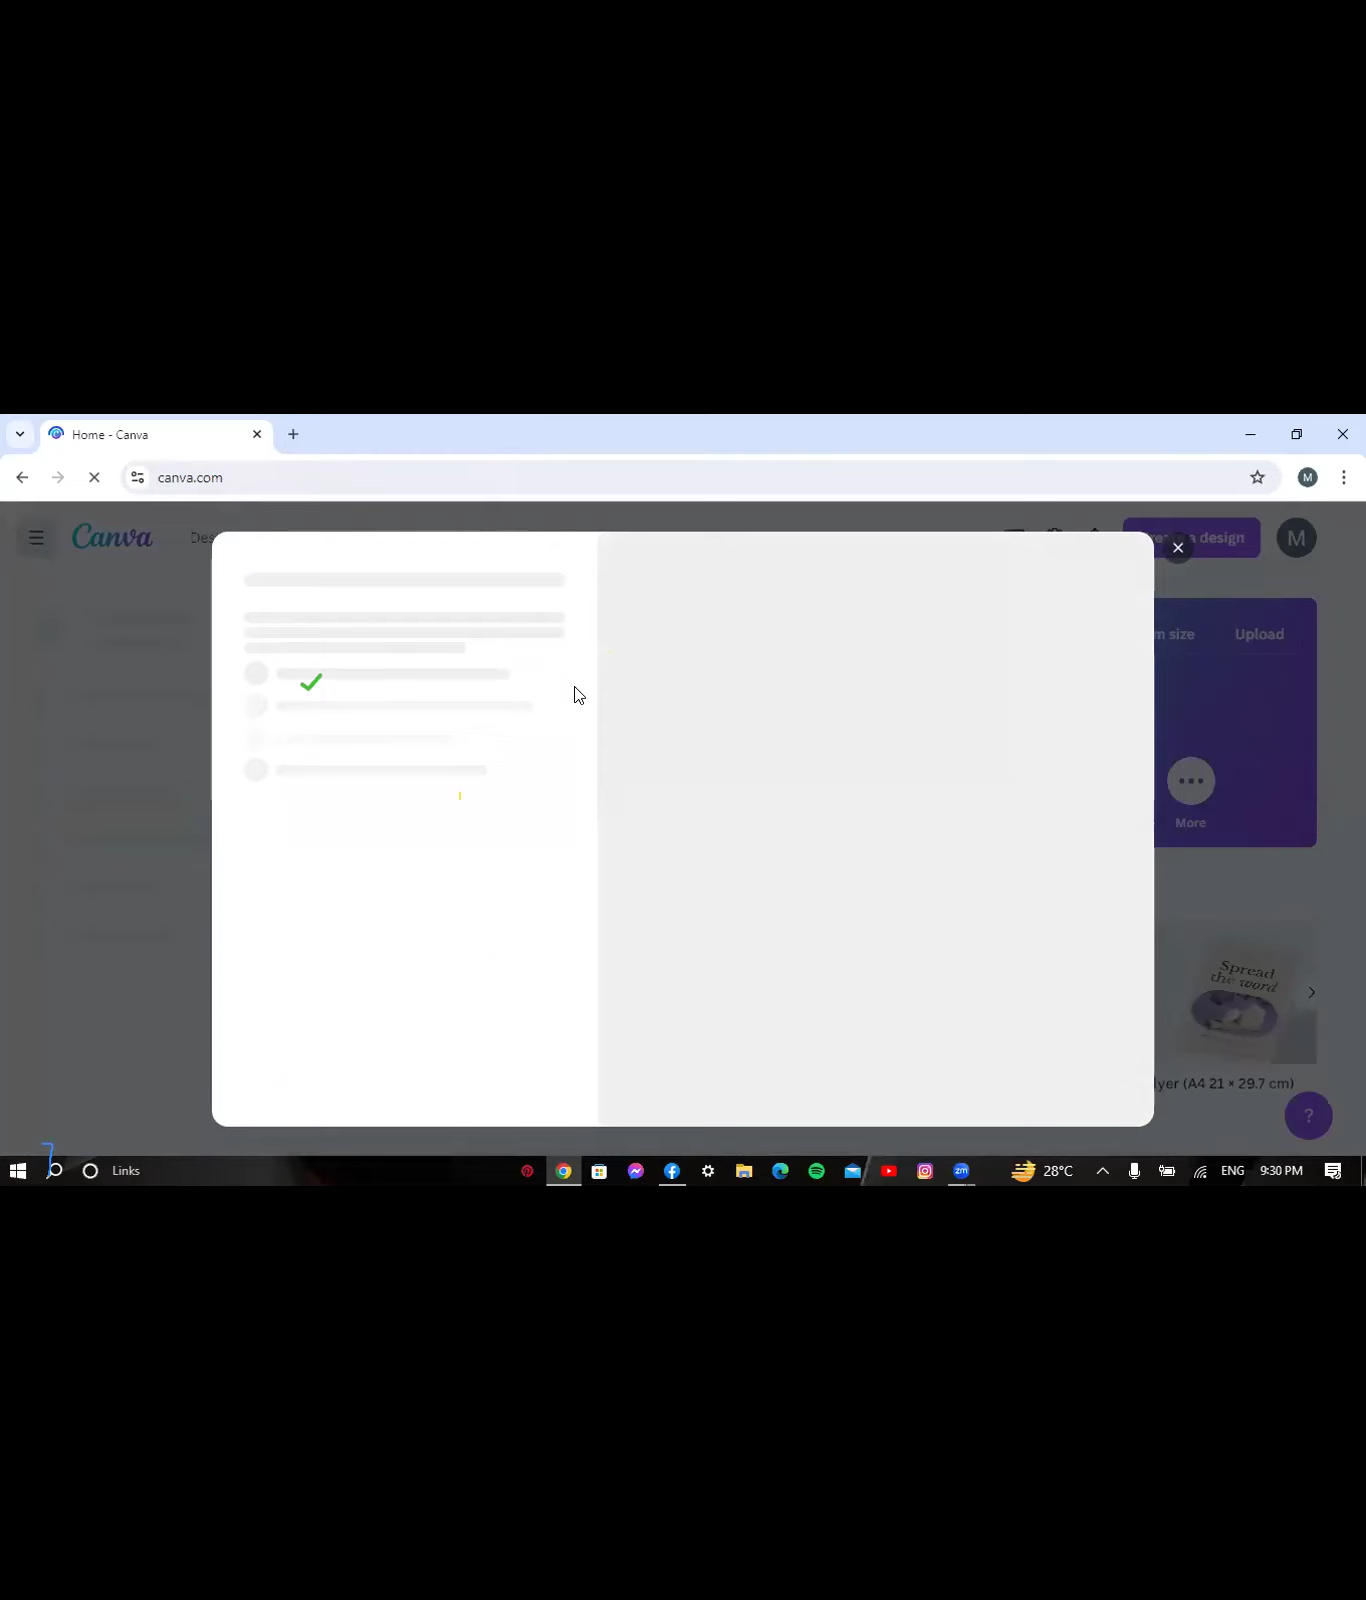 Home - Canva
canva.com
Canva
a design
M
M
m size
Upload
More
Spread
the word
lyer (A4 21 × 29.7 cm)
?
Links
zm
28°C
ENG
9:30 PM